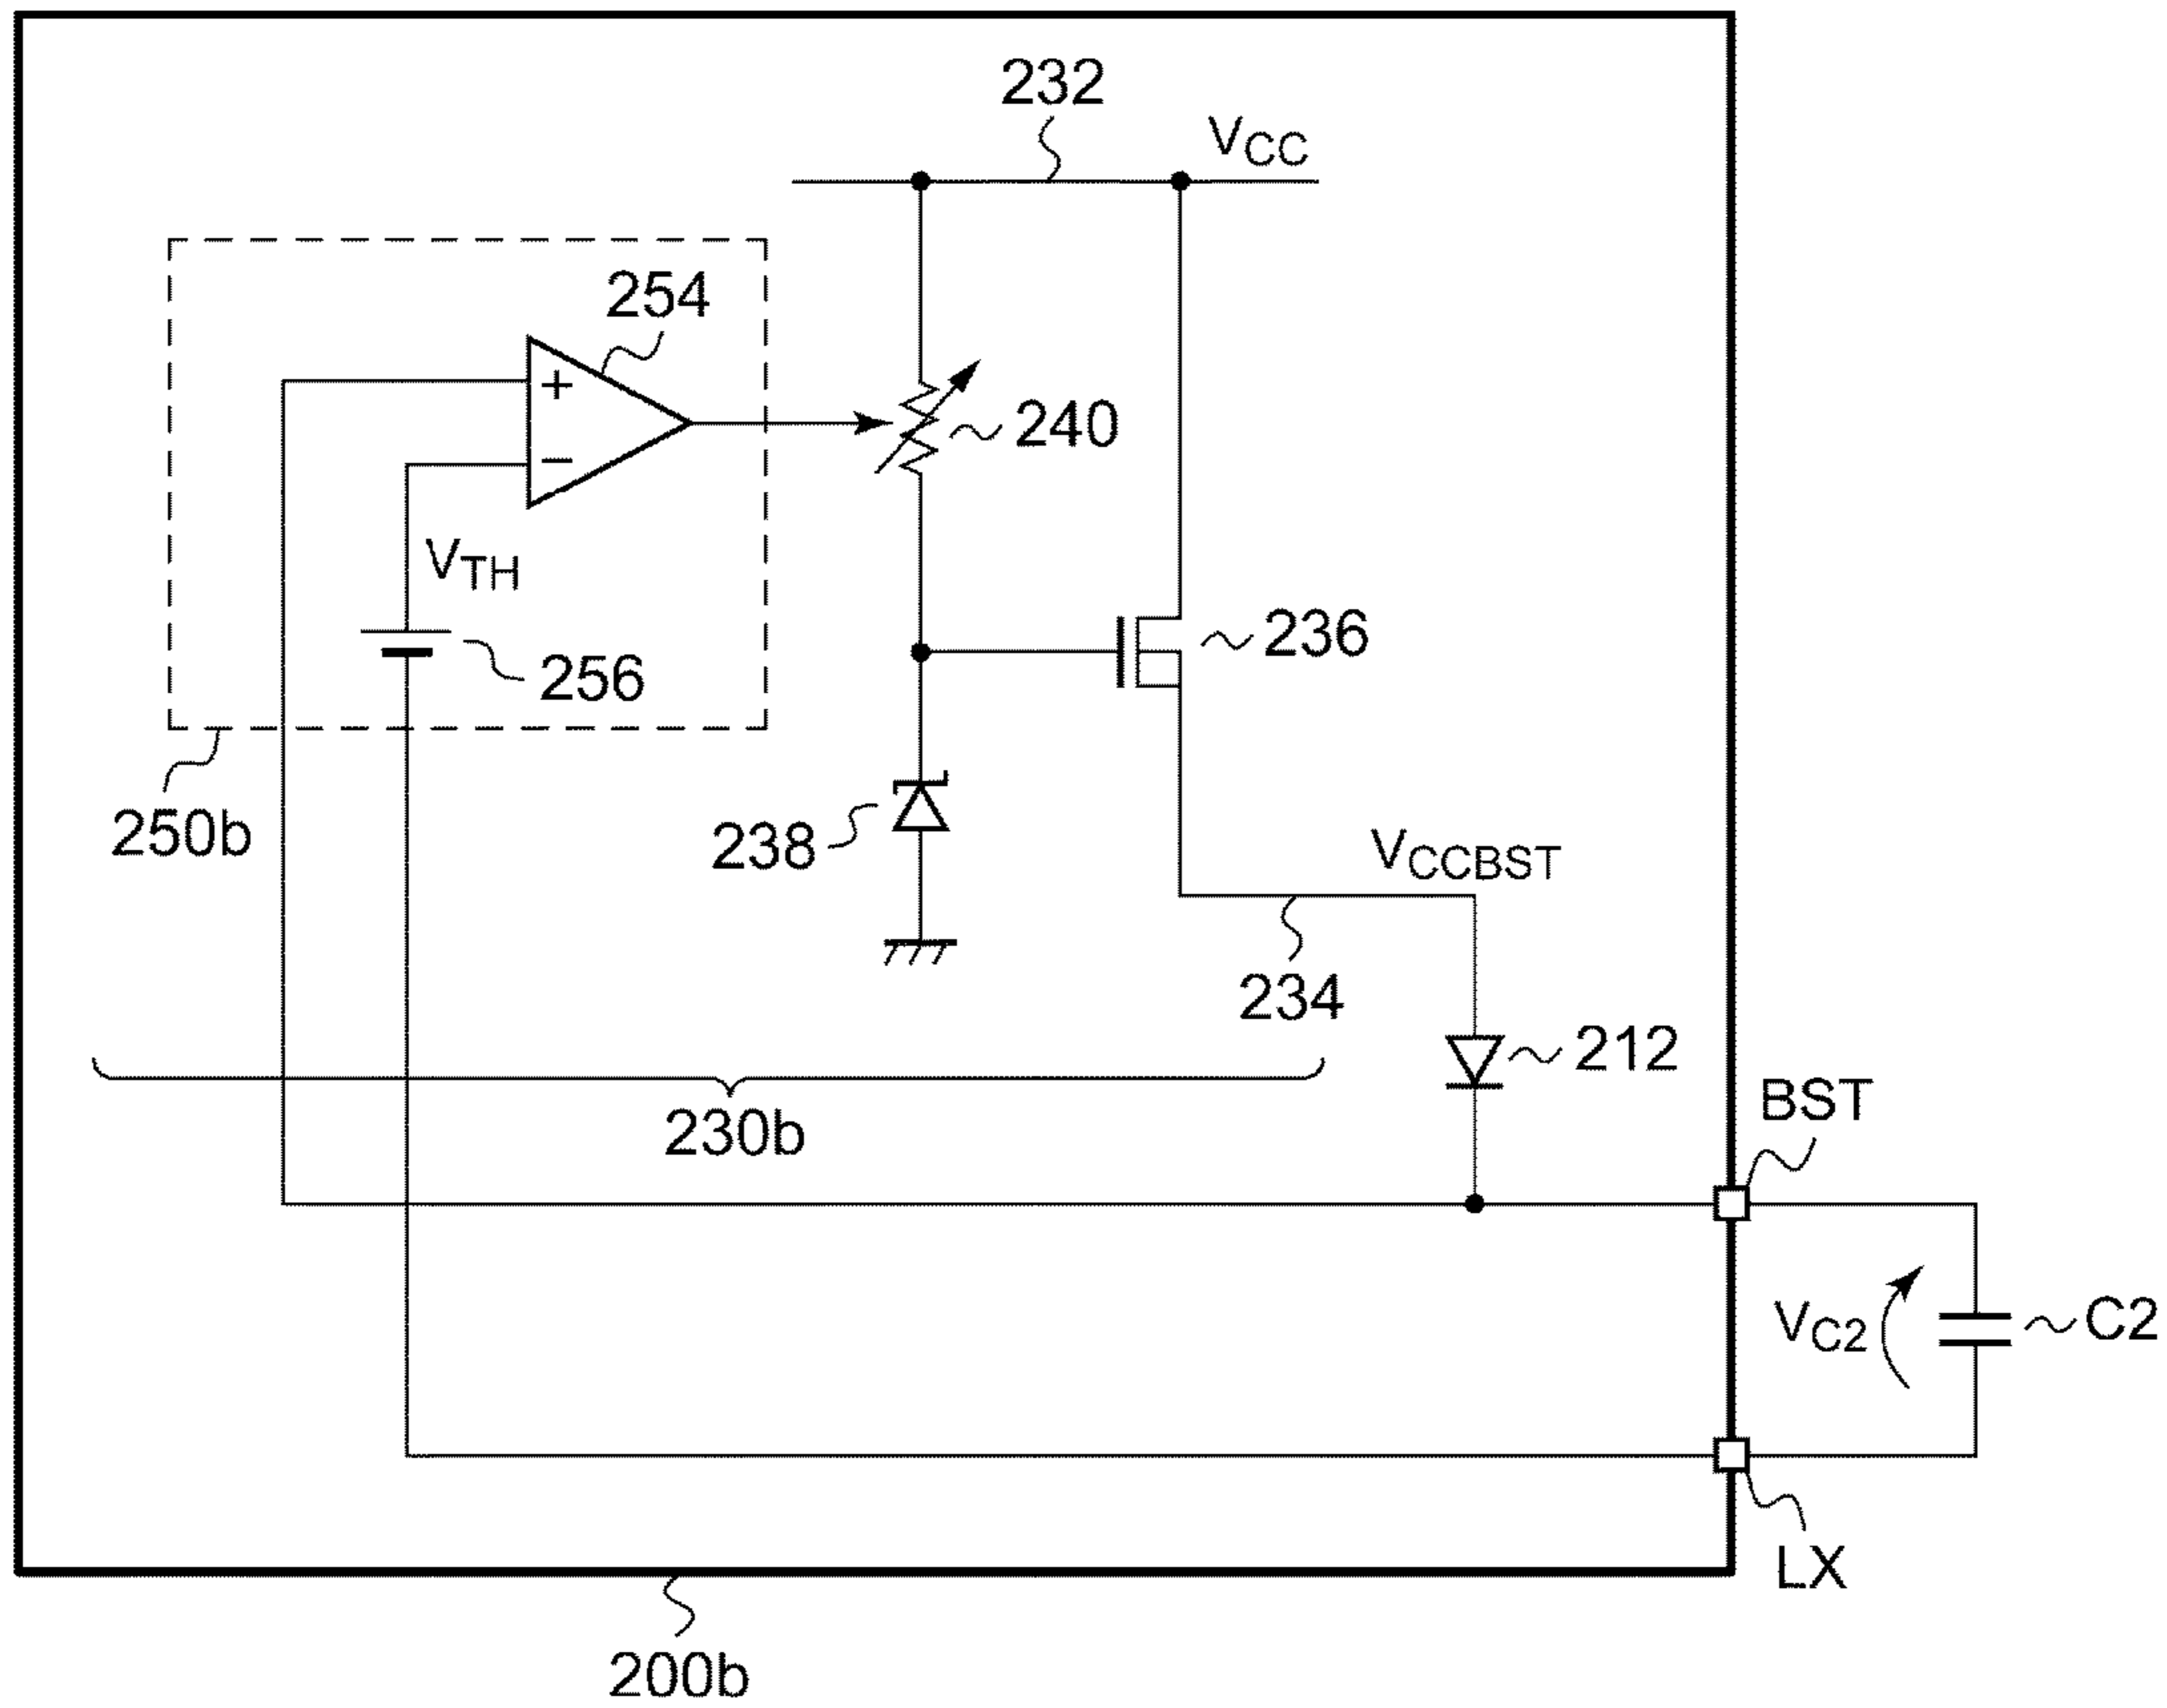 232
VCC
254
+
240
−
VTH
236
256
250b
238
VCCBST
234
212
BST
230b
VC2
C2
LX
200b